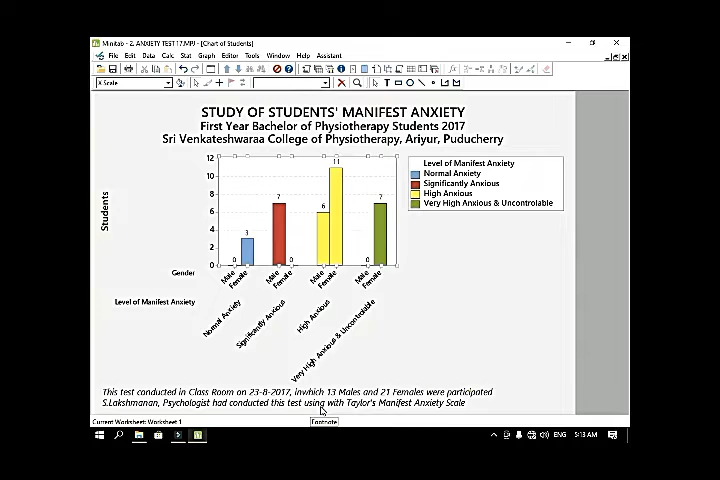 Minitab - 2. ANXIETY TEST 17.MPJ - [Chart of Students]
File Edit Data Calc Stat Graph Editor Tools Window Help Assistant
X Scale
STUDY OF STUDENTS' MANIFEST ANXIETY
First Year Bachelor of Physiotherapy Students 2017
Sri Venkateshwaraa College of Physiotherapy, Ariyur, Puducherry
Students
12
10
8
6
4
2
0
0 3 7 0 6 11 0 7
Level of Manifest Anxiety
Normal Anxiety
Significantly Anxious
High Anxious
Very High Anxious & Uncontrolable
Gender
Male Female Male Female Male Female Male Female
Level of Manifest Anxiety
Normal Anxiety
Significantly Anxious
High Anxious
Very High Anxious & Uncontrolable
This test conducted in Class Room on 23-8-2017, inwhich 13 Males and 21 Females were participated
S.Lakshmanan, Psychologist had conducted this test using with Taylor's Manifest Anxiety Scale
Current Worksheet: Worksheet 1
Footnote
ENG 5:13 AM